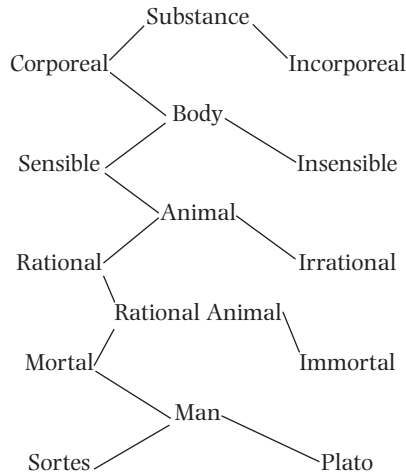 Substance
Corporeal Incorporeal
Body
Sensible Insensible
Animal
Rational Irrational
Rational Animal
Mortal Immortal
Man
Sortes Plato